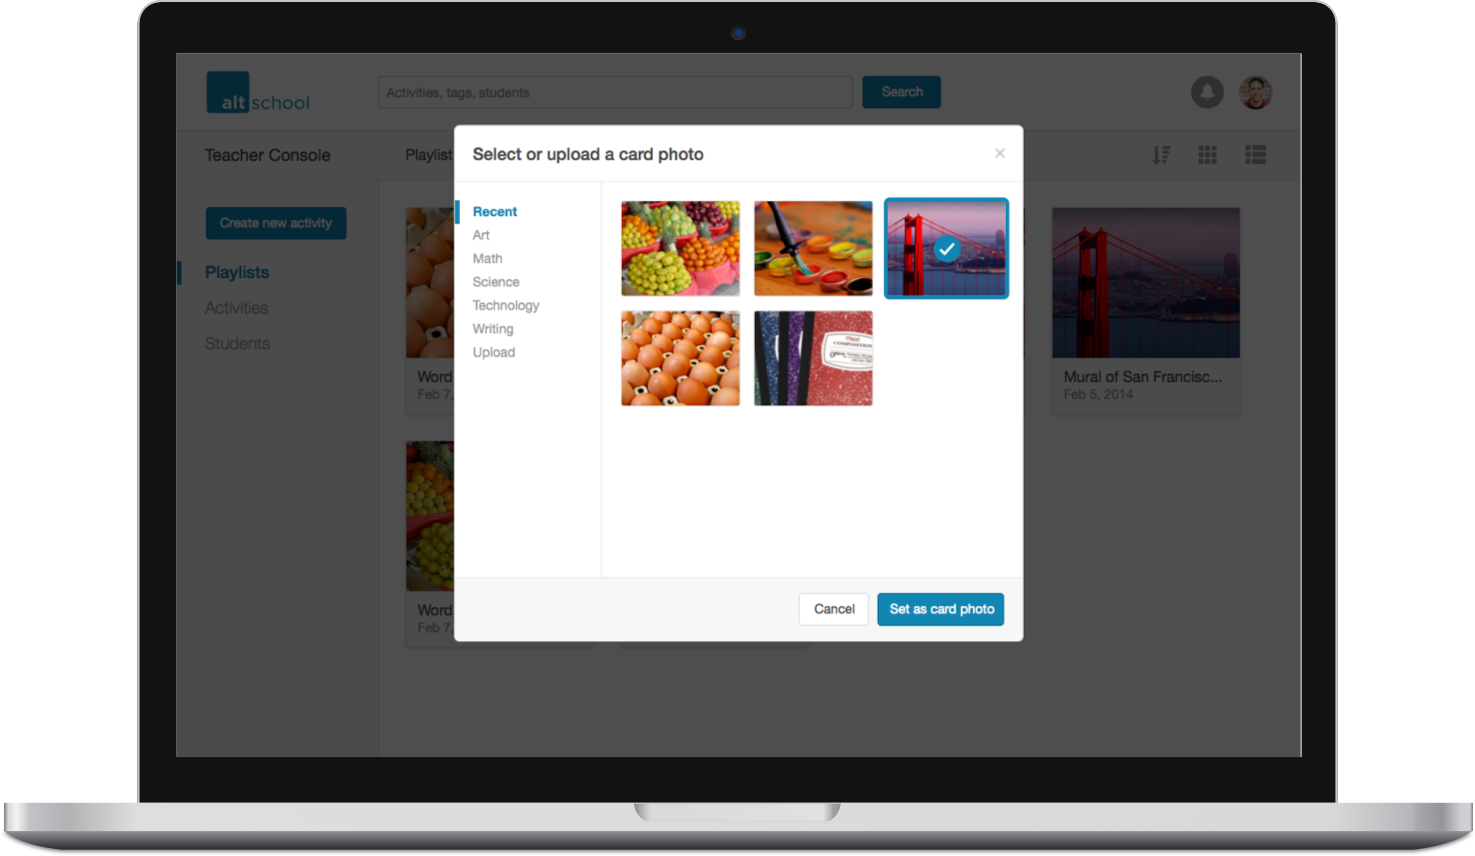 alt school
Activities, tags, students
Search
Teacher Console
Playlist
Select or upload a card photo
×
Create new activity
Playlists
Activities
Students
Recent
Art
Math
Science
Technology
Writing
Upload
COMPOSITION
Word
Feb 7,
Mural of San Francisc...
Feb 5, 2014
Word
Feb 7,
Cancel
Set as card photo